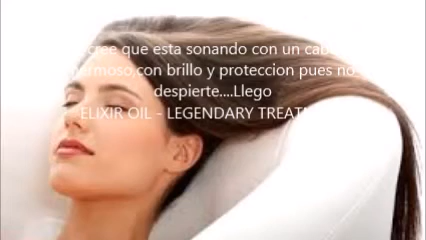 cree que esta sonando con un
con brillo y proteccion pues no
despierte....Llego
ELIXIR OIL - LEGENDARY